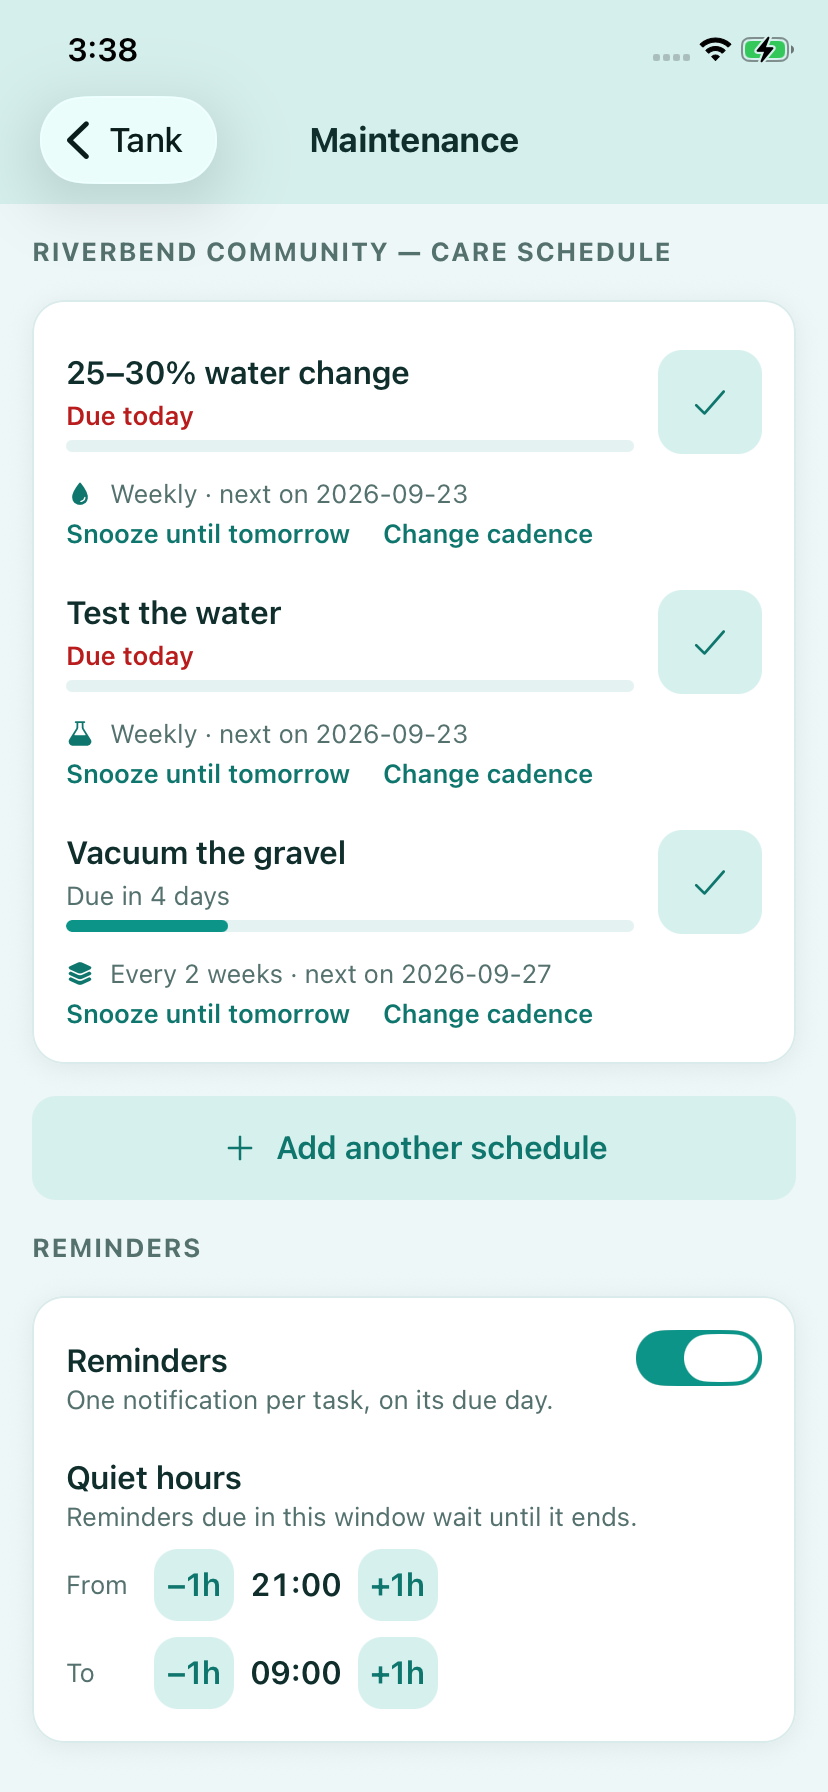 3:38
Tank
Maintenance
RIVERBEND COMMUNITY — CARE SCHEDULE
25–30% water change
Due today
Weekly · next on 2026-09-23
Snooze until tomorrow Change cadence
Test the water
Due today
Weekly · next on 2026-09-23
Snooze until tomorrow Change cadence
Vacuum the gravel
Due in 4 days
Every 2 weeks · next on 2026-09-27
Snooze until tomorrow Change cadence
+ Add another schedule
REMINDERS
Reminders
One notification per task, on its due day.
Quiet hours
Reminders due in this window wait until it ends.
From –1h 21:00 +1h
To –1h 09:00 +1h